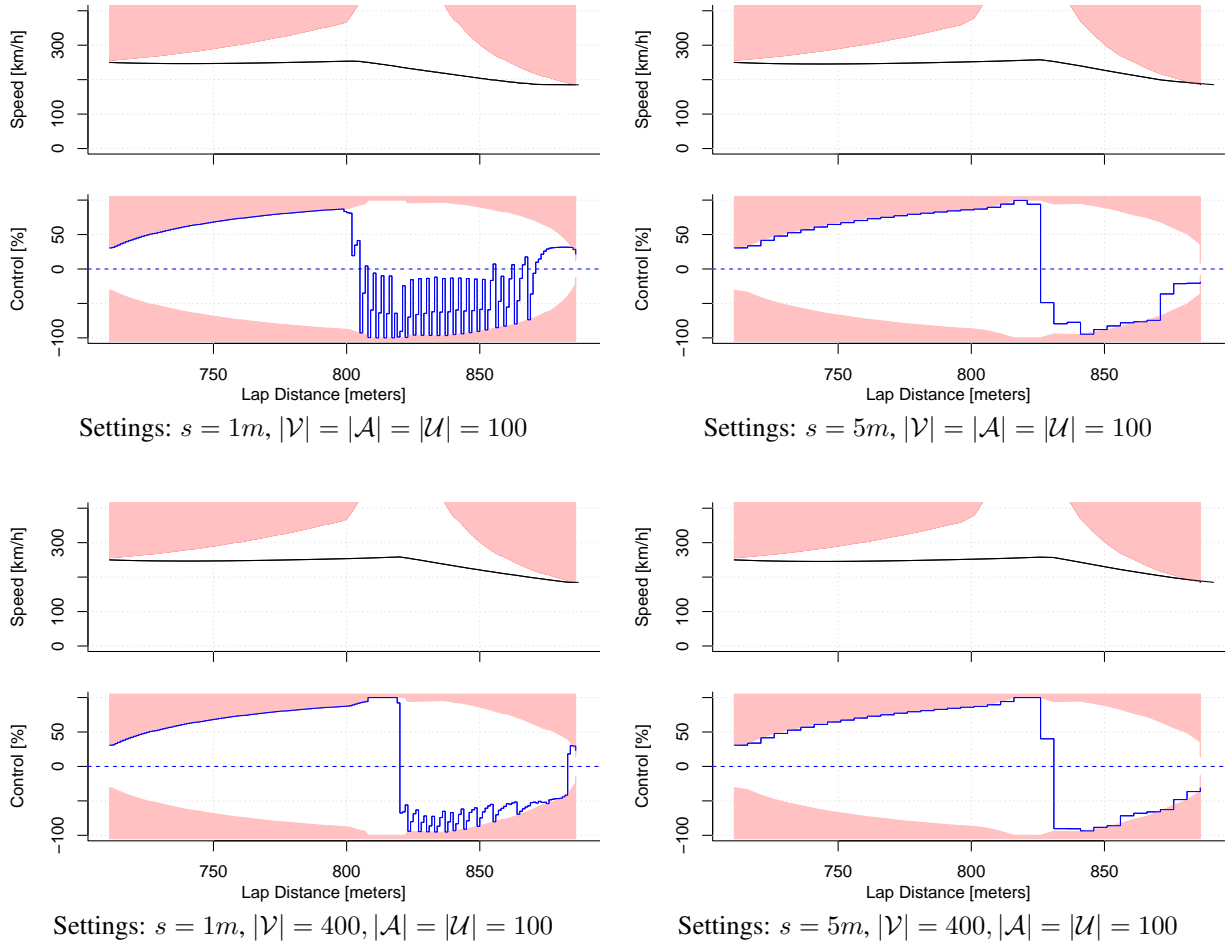 Speed [km/h]
0
100
300
Control [%]
−100
0
50
750
800
850
Lap Distance [meters]
Settings: s = 1m, |𝒱| = |𝒜| = |𝒰| = 100
Speed [km/h]
0
100
300
Control [%]
−100
0
50
750
800
850
Lap Distance [meters]
Settings: s = 5m, |𝒱| = |𝒜| = |𝒰| = 100
Speed [km/h]
0
100
300
Control [%]
−100
0
50
750
800
850
Lap Distance [meters]
Settings: s = 1m, |𝒱| = 400, |𝒜| = |𝒰| = 100
Speed [km/h]
0
100
300
Control [%]
−100
0
50
750
800
850
Lap Distance [meters]
Settings: s = 5m, |𝒱| = 400, |𝒜| = |𝒰| = 100